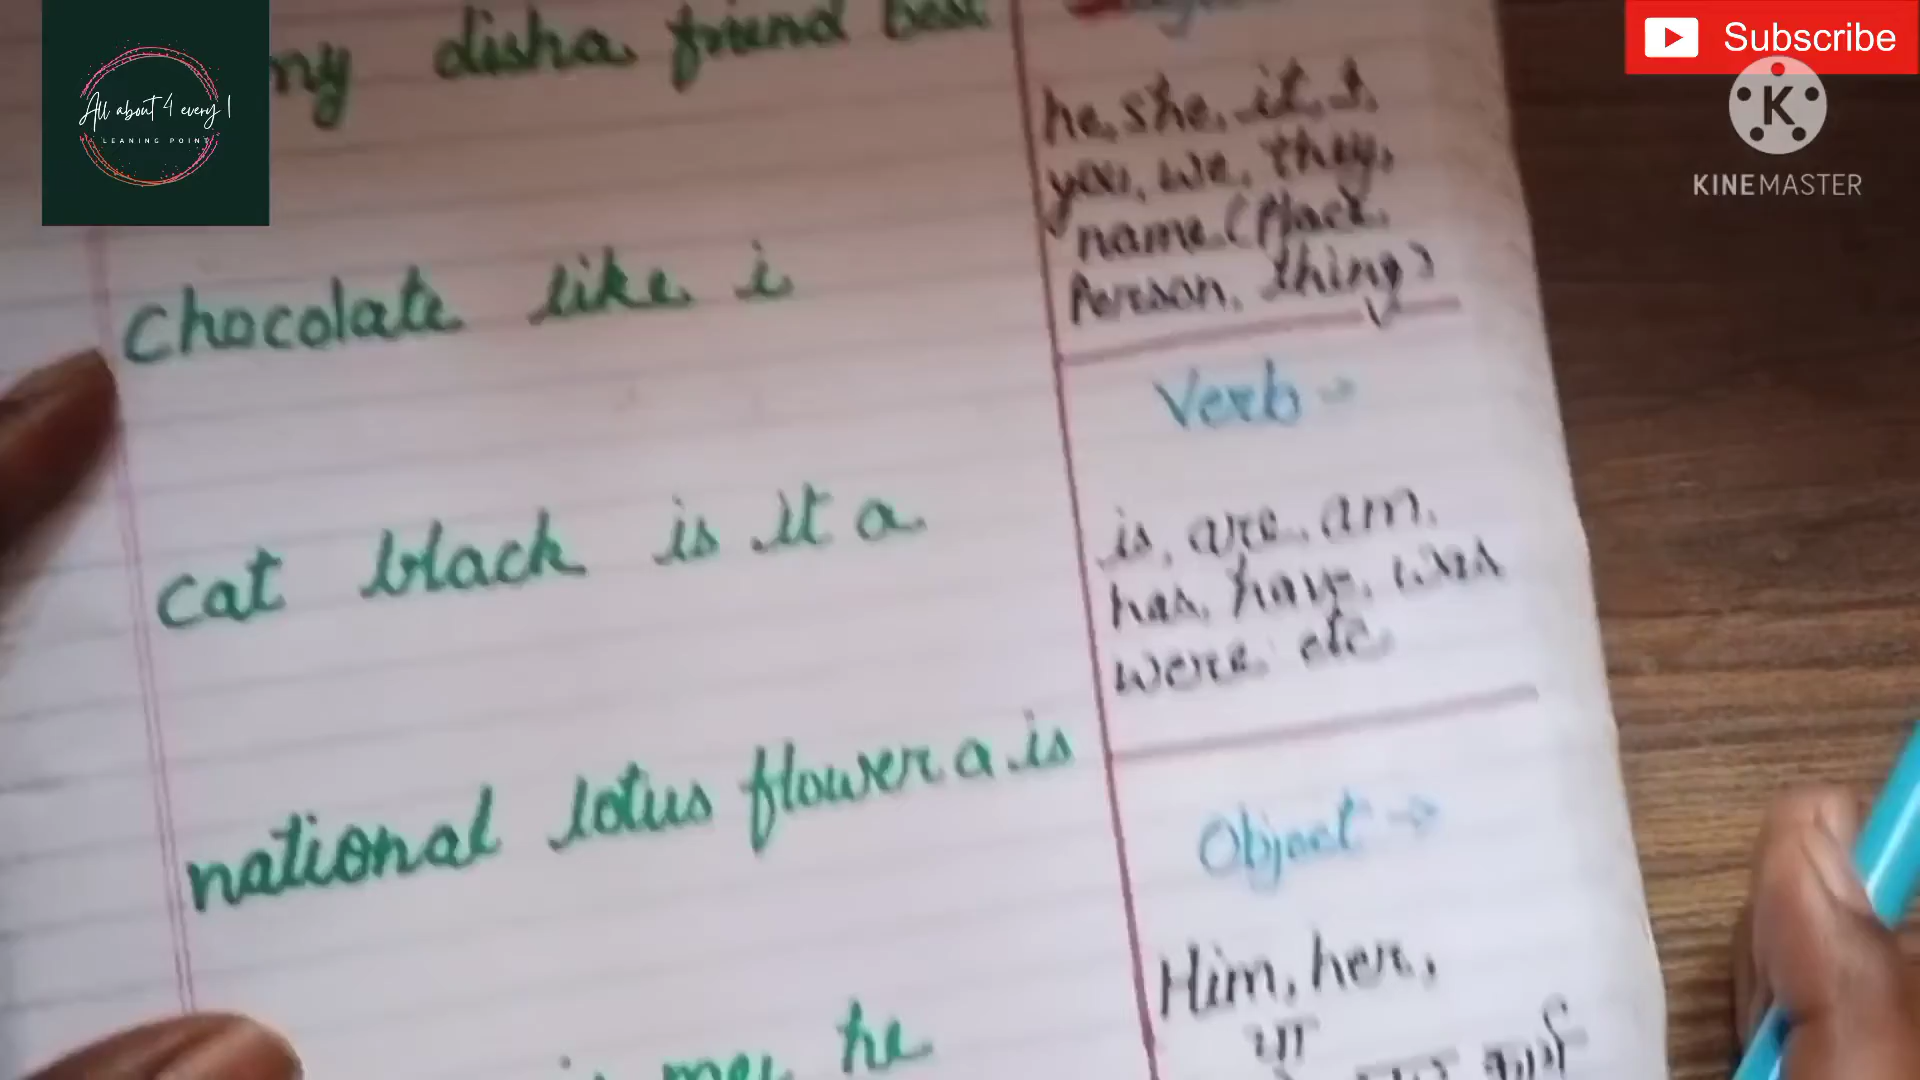 my disha friend best
chocolate like i
cat black is it a
national lotus flower a is
he
he, she, it, I,
you, we, they,
name (Place,
Person, thing)
Verb →
is, are, am,
has, have, was
were etc
Object →
Him, her,
या
All about 4 every 1
LEANING POINT
Subscribe
K
KINEMASTER